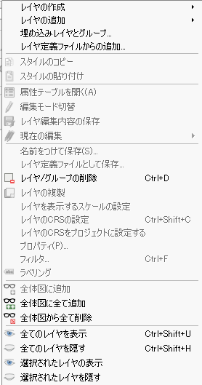 レイヤの作成
レイヤの追加
埋め込みレイヤとグループ...
レイヤ定義ファイルからの追加...
スタイルのコピー
スタイルの貼り付け
属性テーブルを開く(A)
編集モード切替
レイヤ編集内容の保存
現在の編集
名前をつけて保存(S)...
レイヤ定義ファイルとして保存...
レイヤ/グループの削除 Ctrl+D
レイヤの複製
レイヤを表示するスケールの設定
レイヤのCRSの設定 Ctrl+Shift+C
レイヤのCRSをプロジェクトに設定する
プロパティ(P)...
フィルタ... Ctrl+F
ラベリング
全体図に追加
全体図に全て追加
全体図から全て削除
全てのレイヤを表示 Ctrl+Shift+U
全てのレイヤを隠す Ctrl+Shift+H
選択されたレイヤの表示
選択されたレイヤを隠す